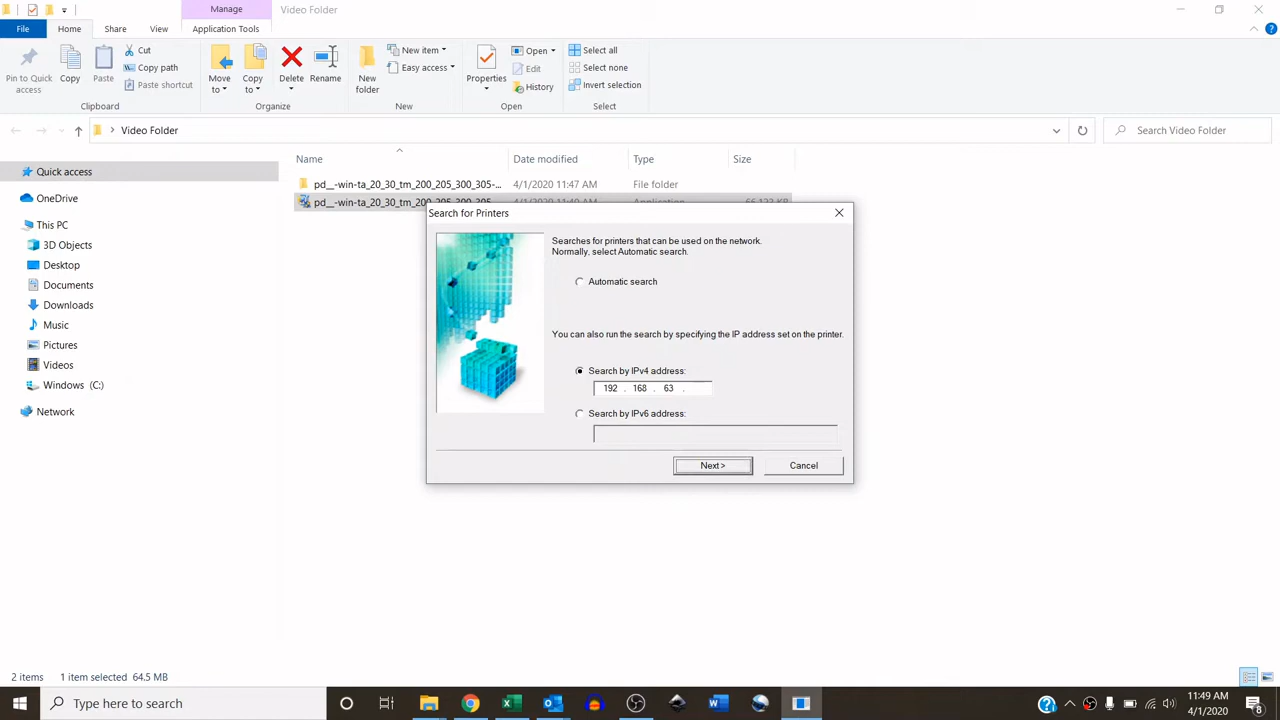 Manage
Video Folder
File
Home
Share
View
Application Tools
Pin to Quick access
Copy
Paste
Cut
Copy path
Paste shortcut
Clipboard
Move to
Copy to
Delete
Rename
Organize
New folder
New item
Easy access
New
Properties
Open
Edit
History
Open
Select all
Select none
Invert selection
Select
Video Folder
Search Video Folder
Name
Date modified
Type
Size
pd__-win-ta_20_30_tm_200_205_300_305-...
4/1/2020 11:47 AM
File folder
pd__-win-ta_20_30_tm_200_205_300_305
Quick access
OneDrive
This PC
3D Objects
Desktop
Documents
Downloads
Music
Pictures
Videos
Windows (C:)
Network
Search for Printers
Searches for printers that can be used on the network.
Normally, select Automatic search.
Automatic search
You can also run the search by specifying the IP address set on the printer.
Search by IPv4 address:
192 . 168 . 63 .
Search by IPv6 address:
Next >
Cancel
2 items
1 item selected 64.5 MB
Type here to search
11:49 AM
4/1/2020
8